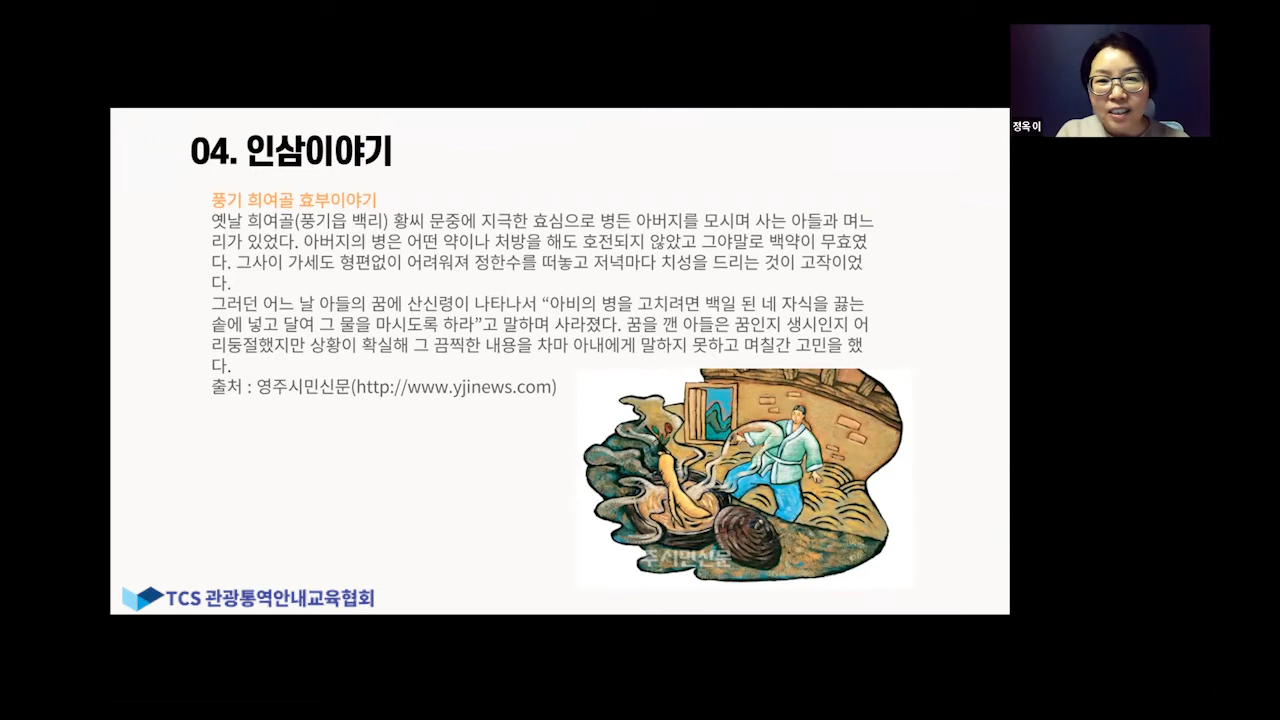 04. 인삼이야기
풍기 희여골 효부이야기
옛날 희여골(풍기읍 백리) 황씨 문중에 지극한 효심으로 병든 아버지를 모시며 사는 아들과 며느
리가 있었다. 아버지의 병은 어떤 약이나 처방을 해도 호전되지 않았고 그야말로 백약이 무효였
다. 그사이 가세도 형편없이 어려워져 정한수를 떠놓고 저녁마다 치성을 드리는 것이 고작이었
다.
그러던 어느 날 아들의 꿈에 산신령이 나타나서 “아비의 병을 고치려면 백일 된 네 자식을 끓는
솥에 넣고 달여 그 물을 마시도록 하라”고 말하며 사라졌다. 꿈을 깬 아들은 꿈인지 생시인지 어
리둥절했지만 상황이 확실해 그 끔찍한 내용을 차마 아내에게 말하지 못하고 며칠간 고민을 했
다.
출처 : 영주시민신문(http://www.yjinews.com)
주시민신문
TCS 관광통역안내교육협회
정옥 이